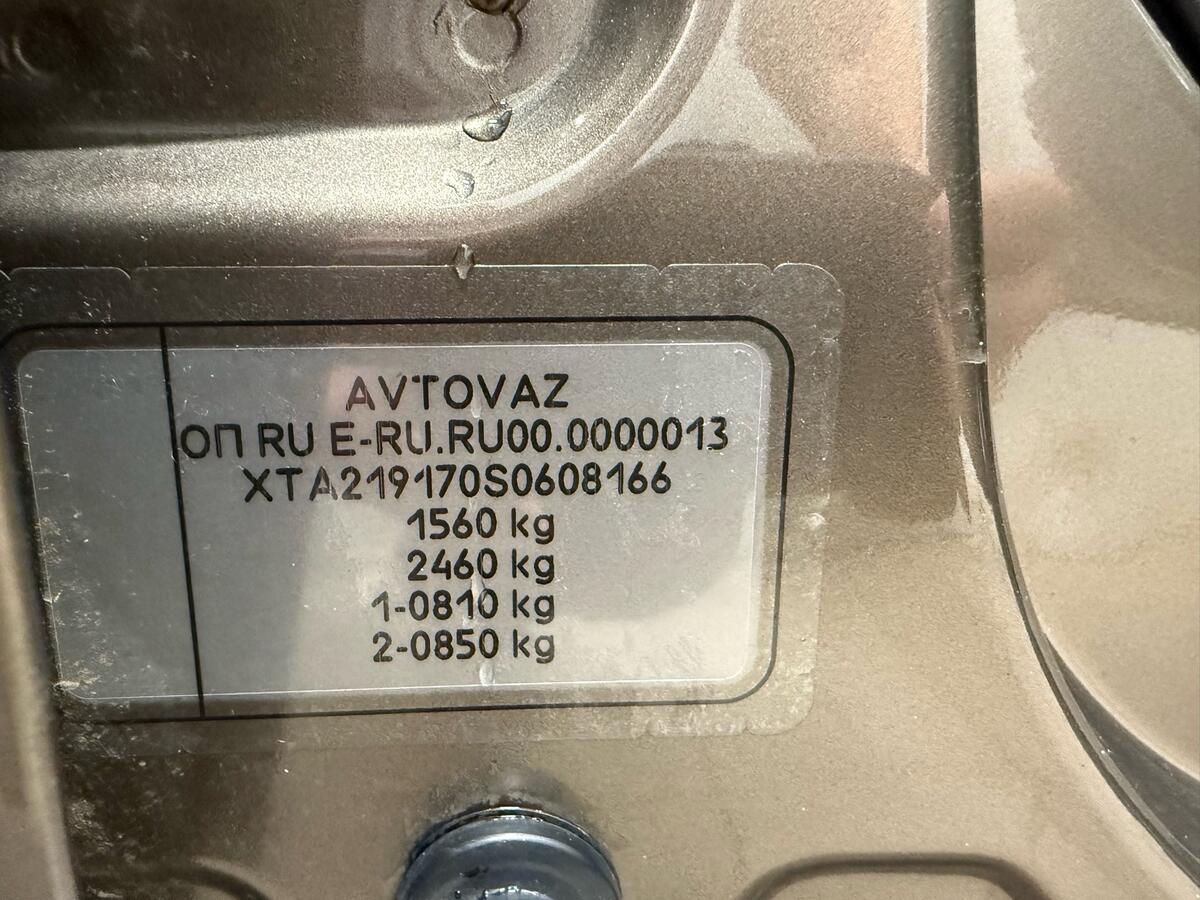 AVTOVAZ
ОП RU E-RU.RU00.0000013
XTA219170S0608166
1560 kg
2460 kg
1-0810 kg
2-0850 kg